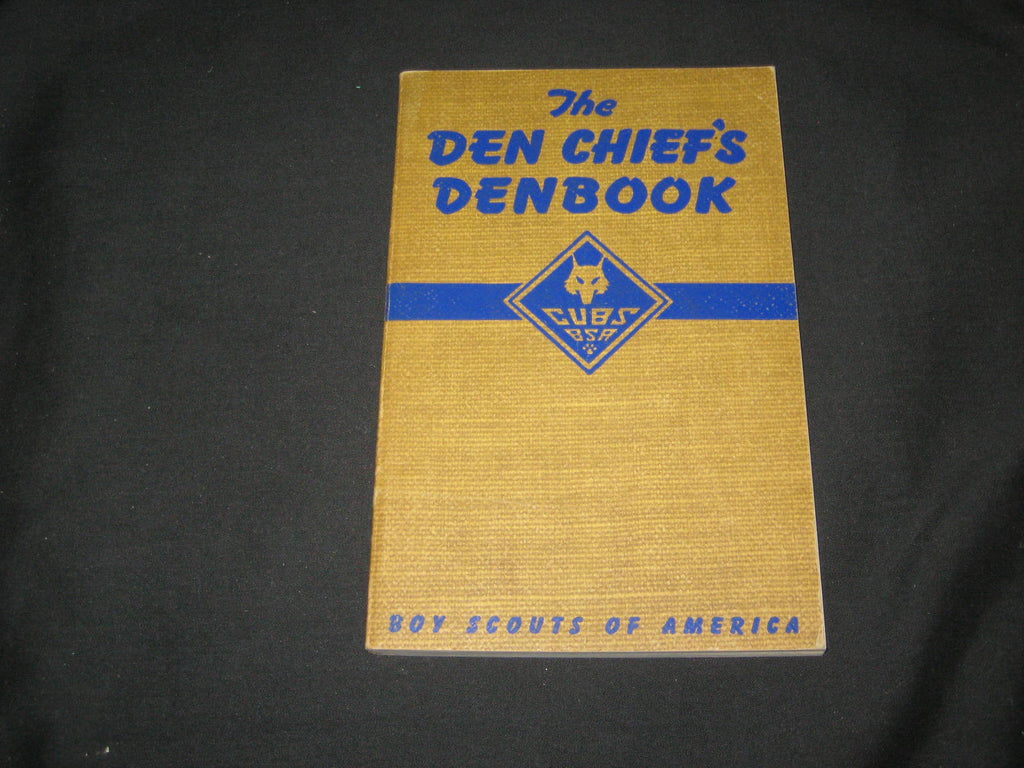 The
DEN CHIEF'S
DENBOOK
CUBS
BSA
BOY SCOUTS OF AMERICA